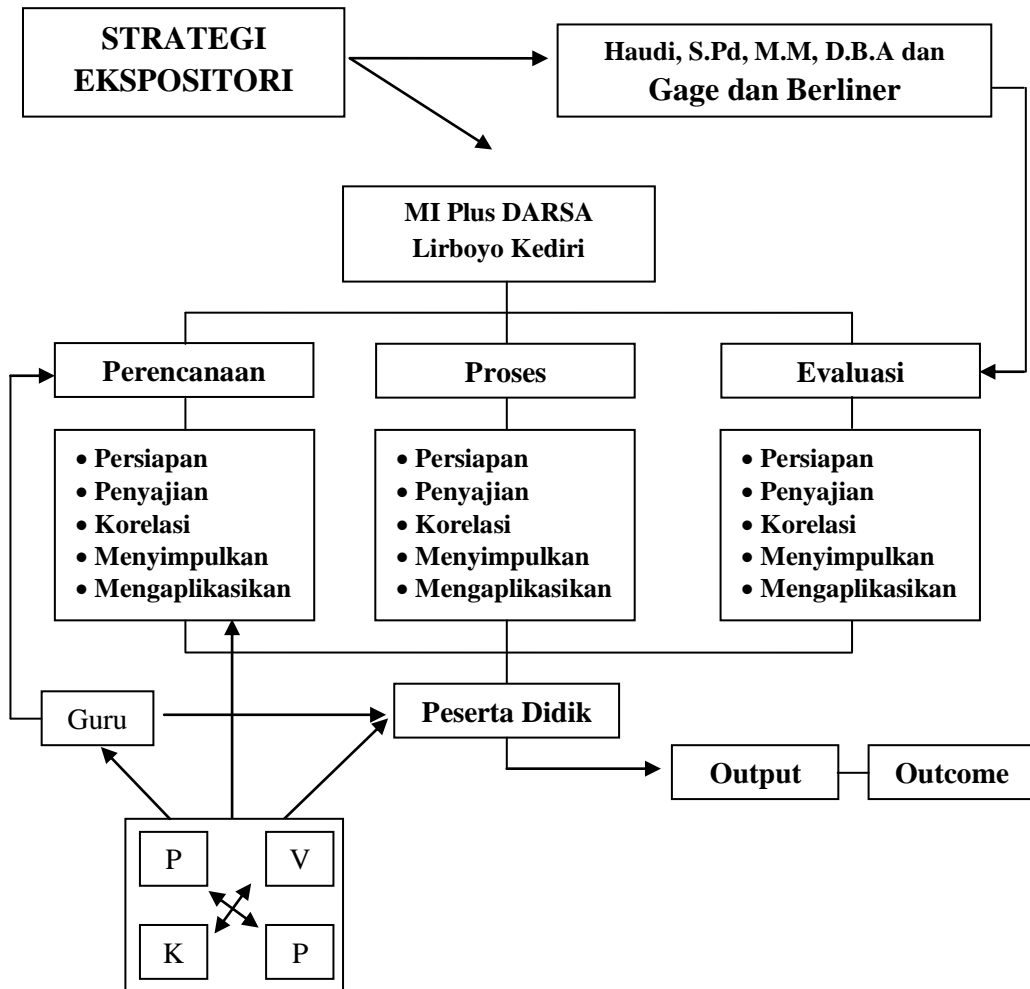 STRATEGI
EKSPOSITORI
Haudi, S.Pd, M.M, D.B.A dan
Gage dan Berliner
MI Plus DARSA
Lirboyo Kediri
Perencanaan
Proses
Evaluasi
• Persiapan
• Penyajian
• Korelasi
• Menyimpulkan
• Mengaplikasikan
• Persiapan
• Penyajian
• Korelasi
• Menyimpulkan
• Mengaplikasikan
• Persiapan
• Penyajian
• Korelasi
• Menyimpulkan
• Mengaplikasikan
Guru
Peserta Didik
Output
Outcome
P
V
K
P